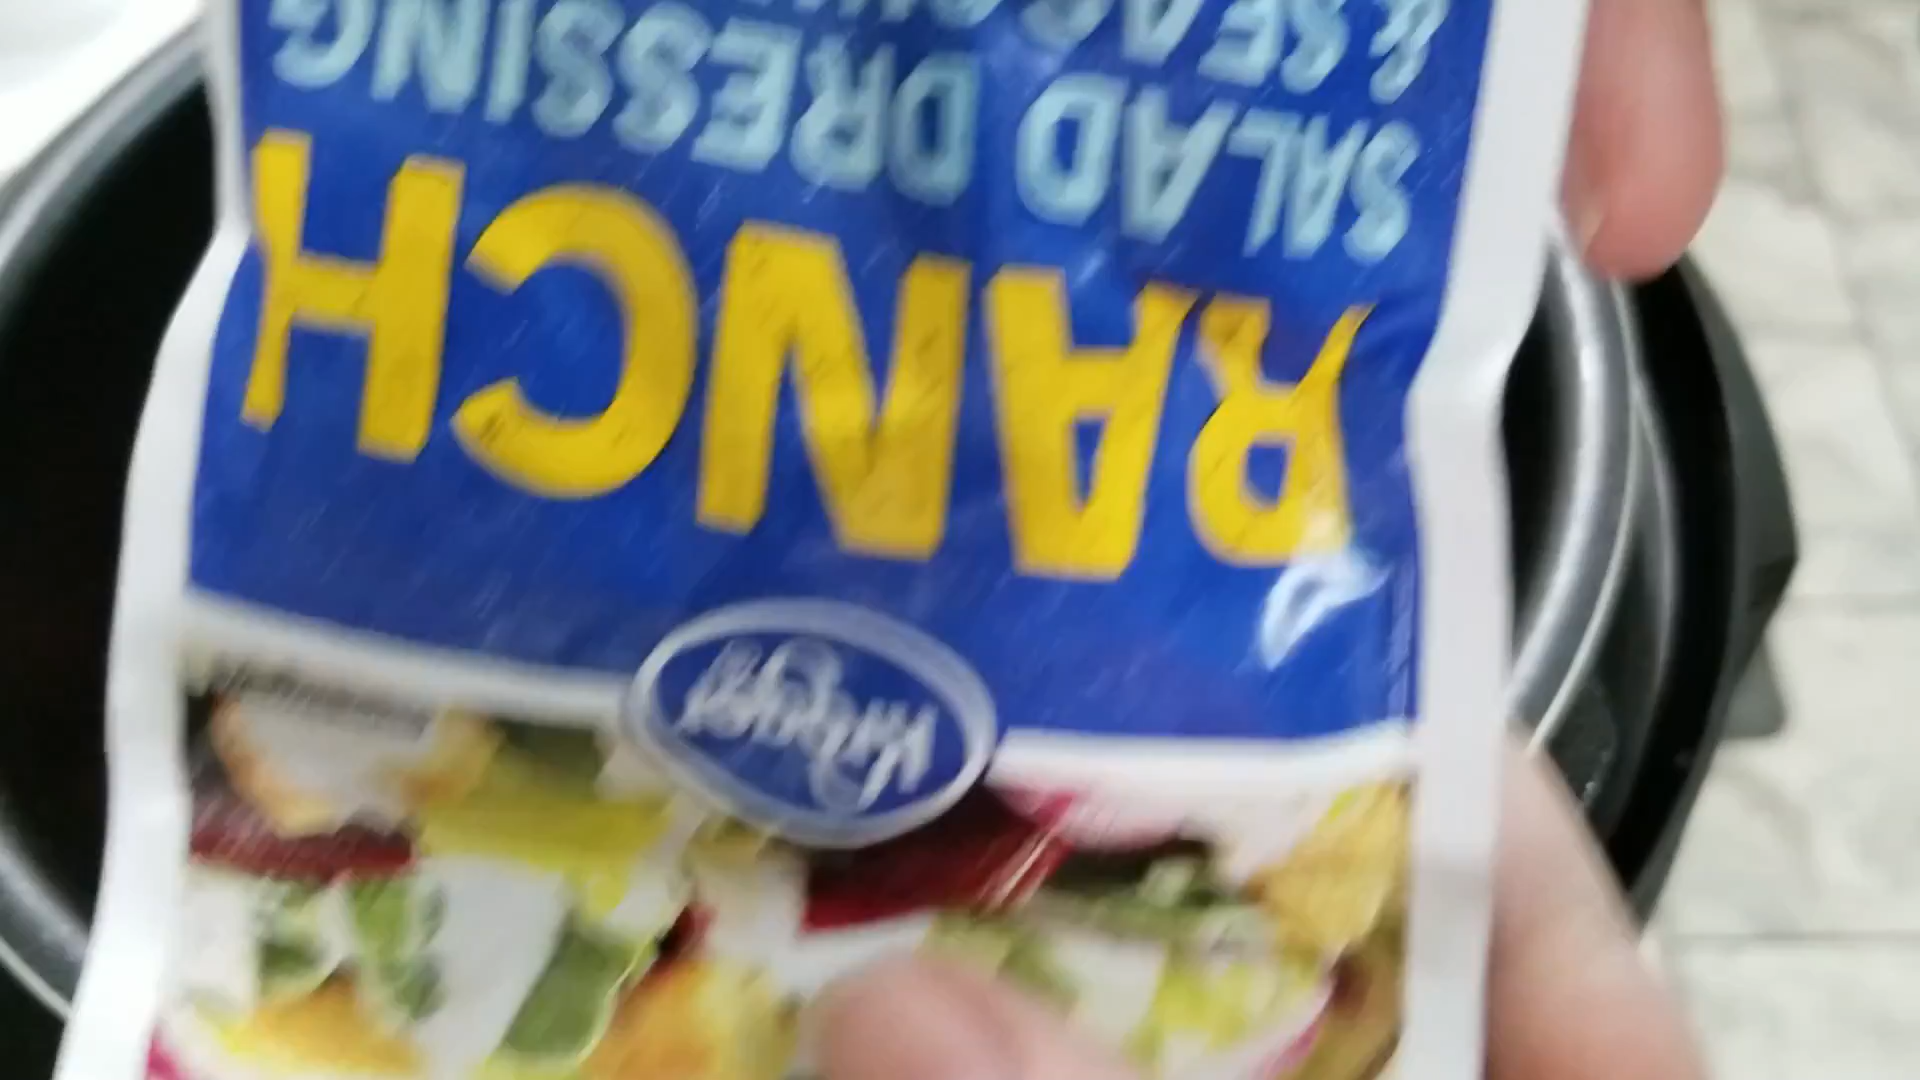 Kroger
RANCH
SALAD DRESSING
& SEASONING